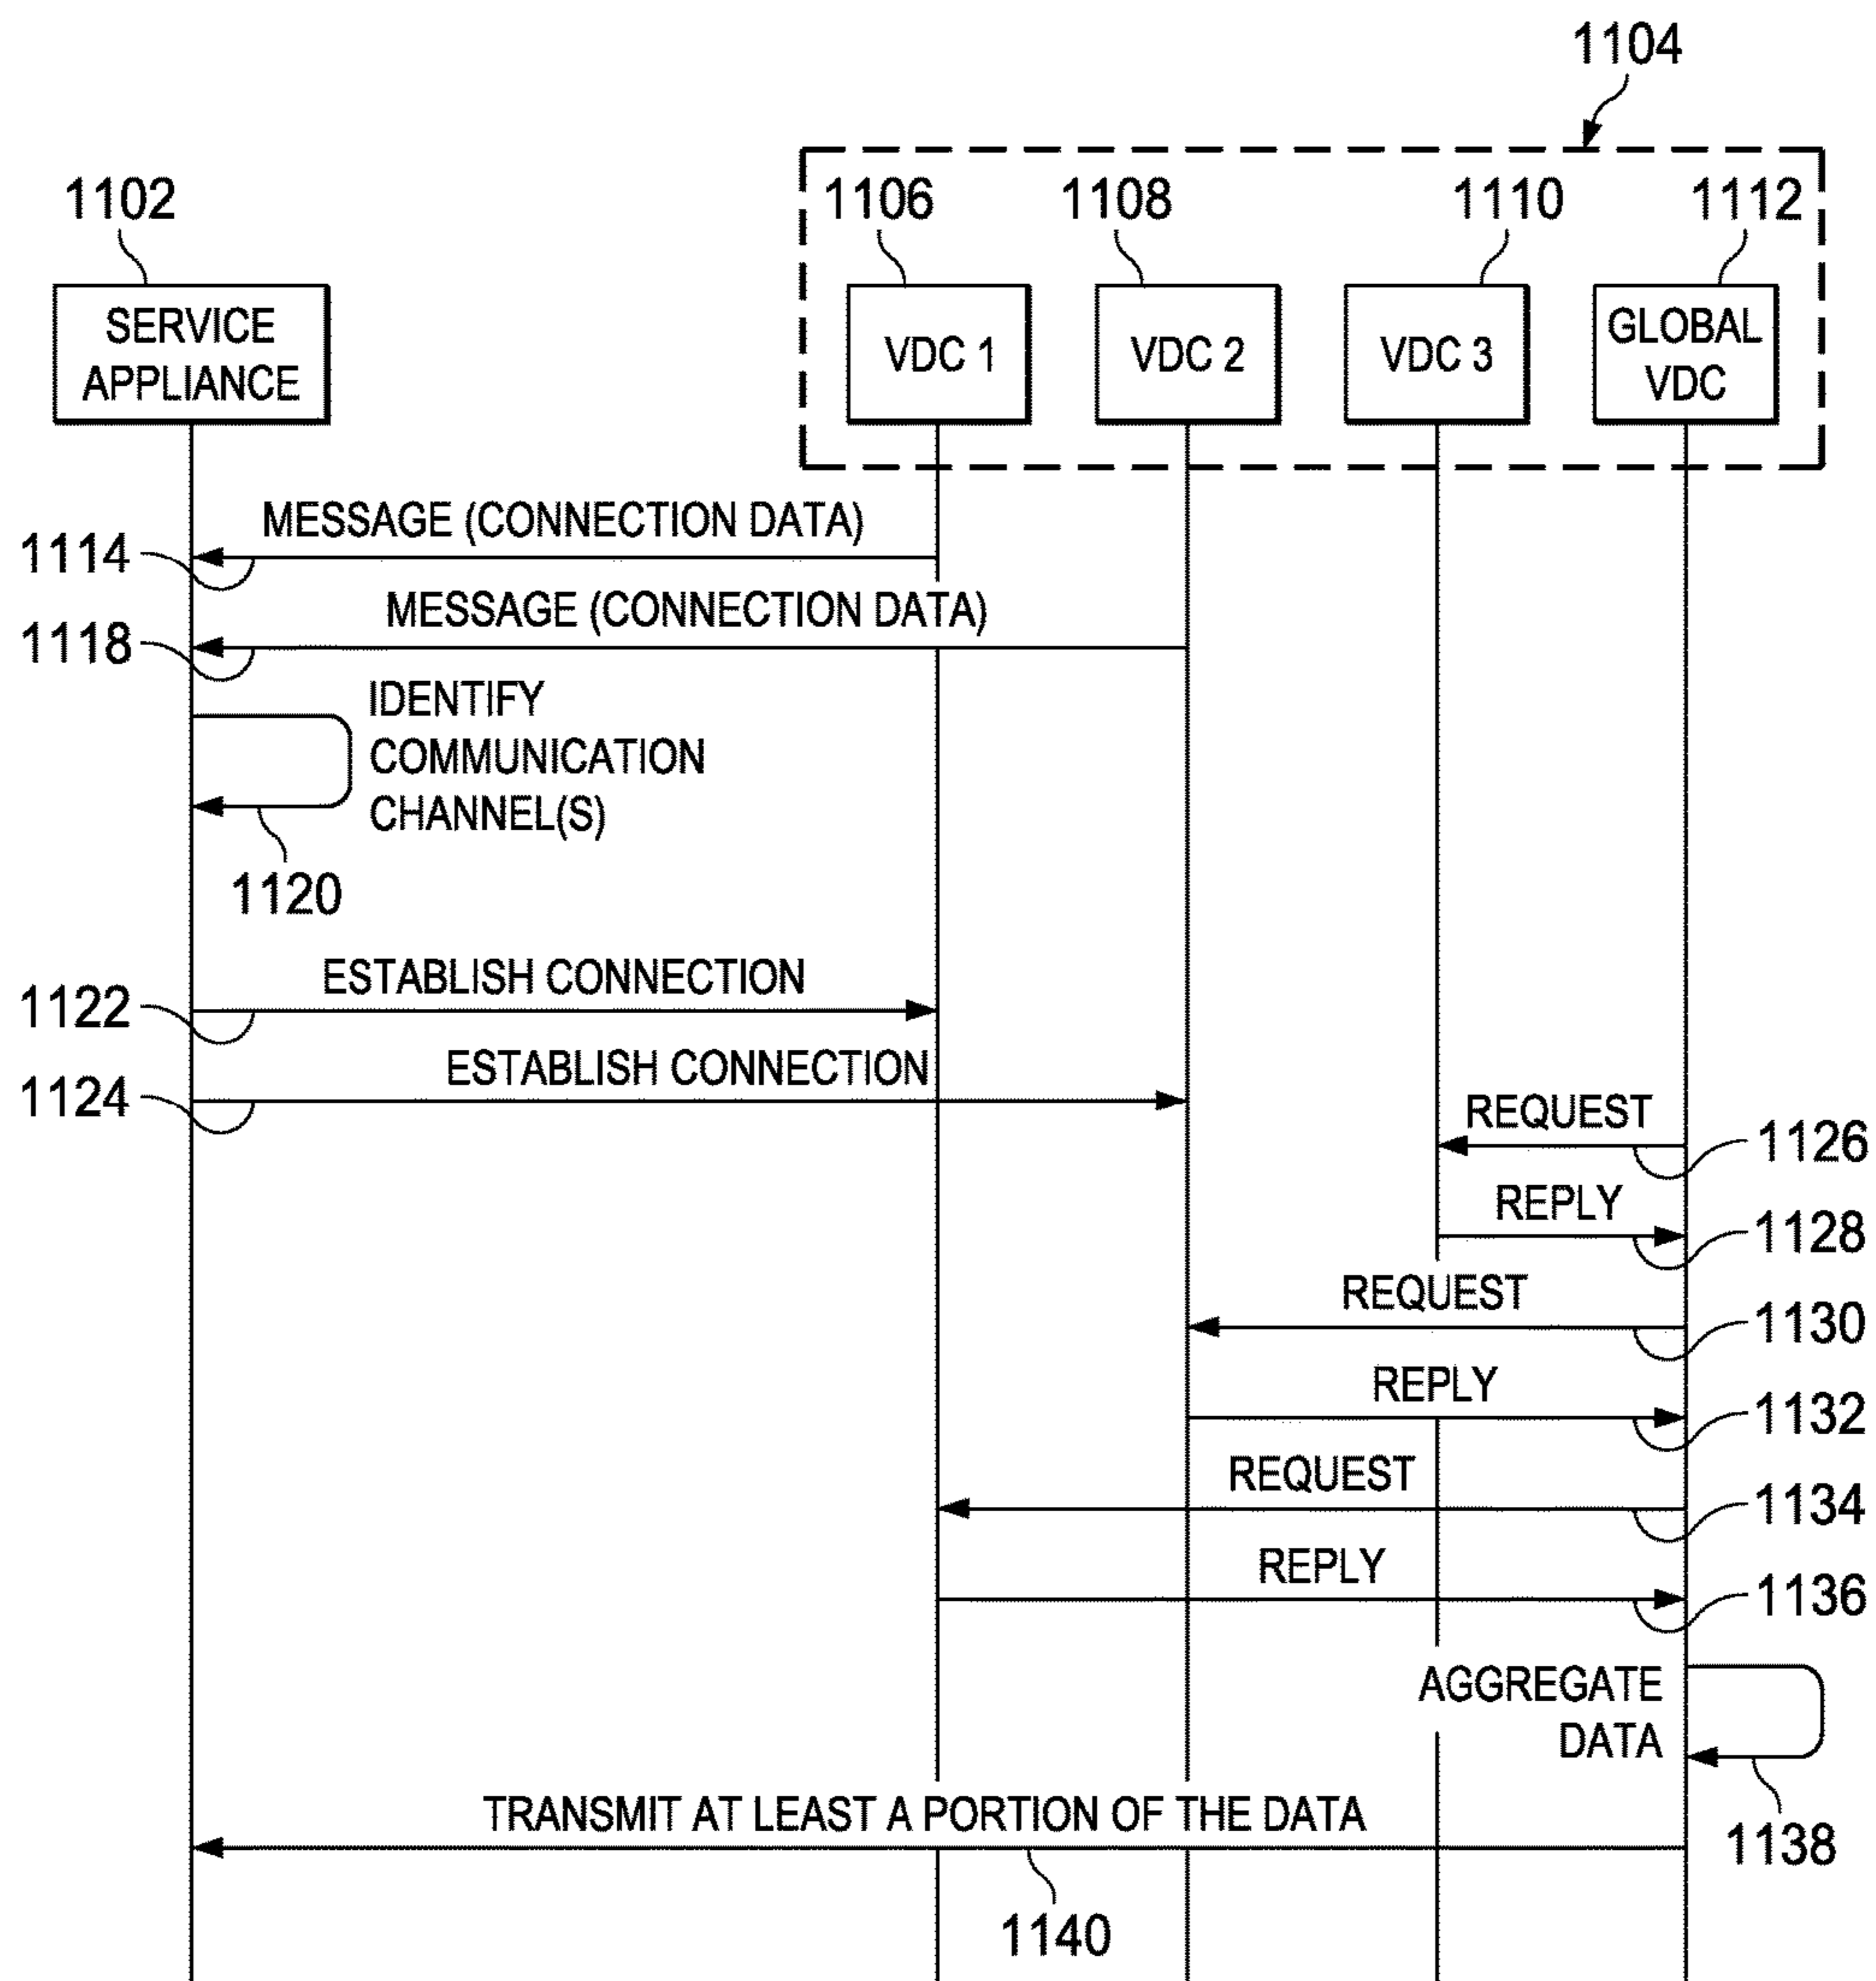 1104
1102
1106
1108
1110
1112
SERVICE
APPLIANCE
VDC 1
VDC 2
VDC 3
GLOBAL
VDC
MESSAGE (CONNECTION DATA)
1114
MESSAGE (CONNECTION DATA)
1118
IDENTIFY
COMMUNICATION
CHANNEL(S)
1120
ESTABLISH CONNECTION
1122
ESTABLISH CONNECTION
1124
REQUEST
1126
REPLY
1128
REQUEST
1130
REPLY
1132
REQUEST
1134
REPLY
1136
AGGREGATE
DATA
1138
TRANSMIT AT LEAST A PORTION OF THE DATA
1140